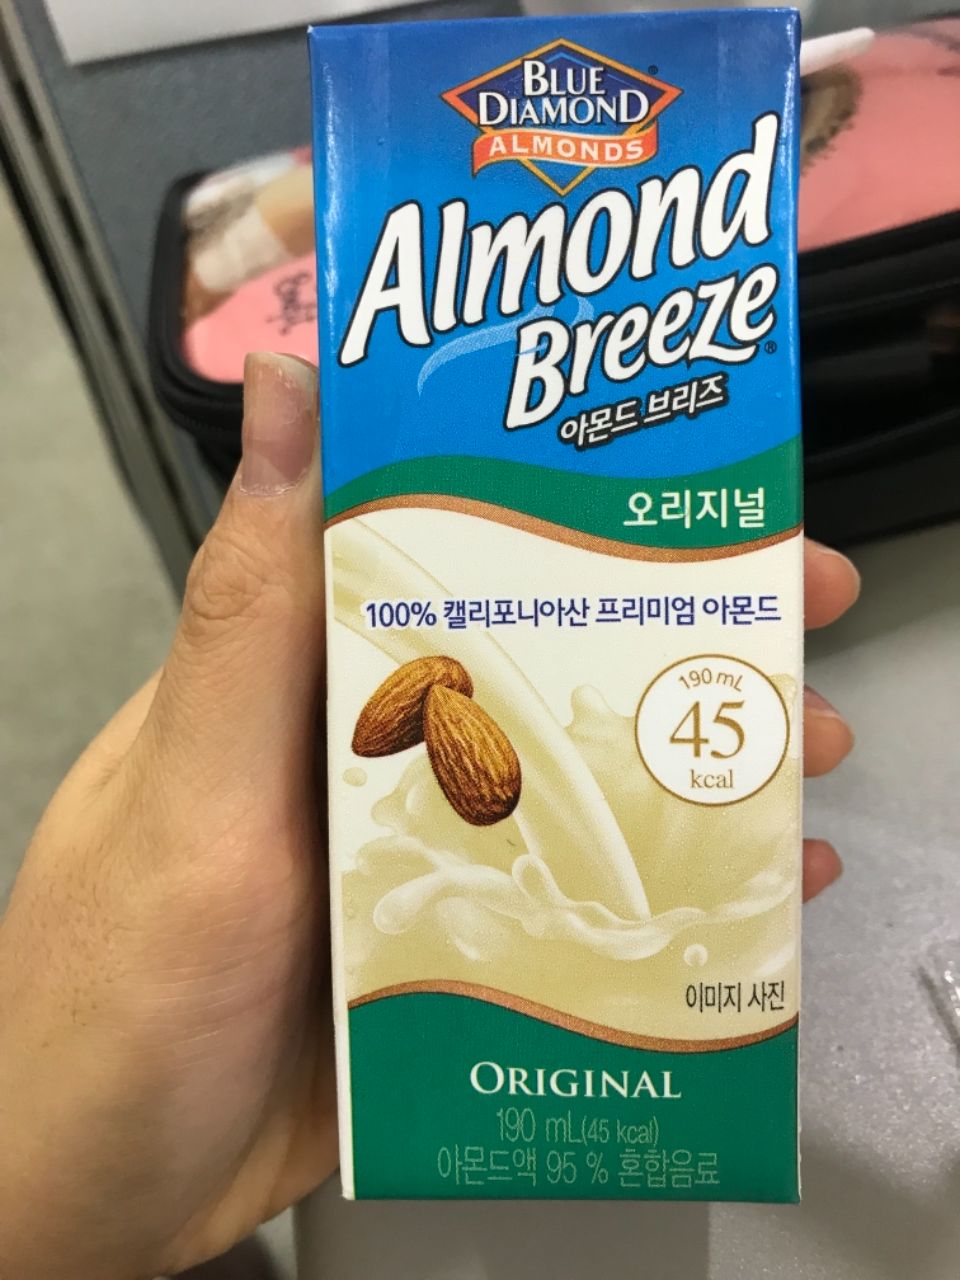 BLUE
DIAMOND
ALMONDS
Almond
Breeze
아몬드 브리즈
오리지널
100% 캘리포니아산 프리미엄 아몬드
190 mL
45
kcal
이미지 사진
ORIGINAL
190 mL(45 kcal)
아몬드액 95 % 혼합음료